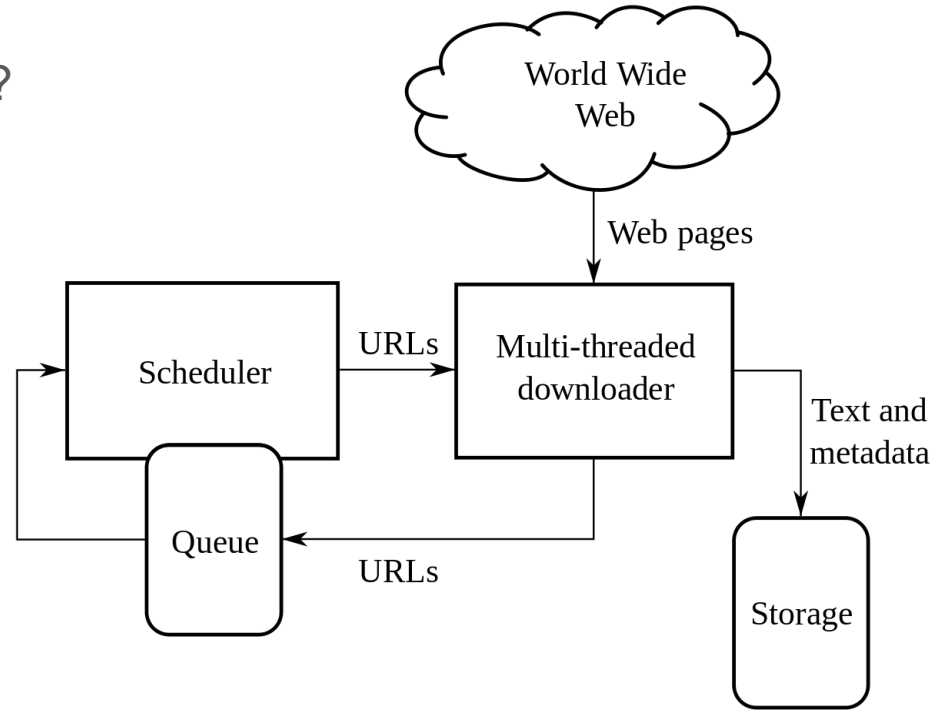 ?
World Wide
Web
Web pages
URLs
Scheduler
Multi-threaded
downloader
Text and
metadata
Queue
URLs
Storage